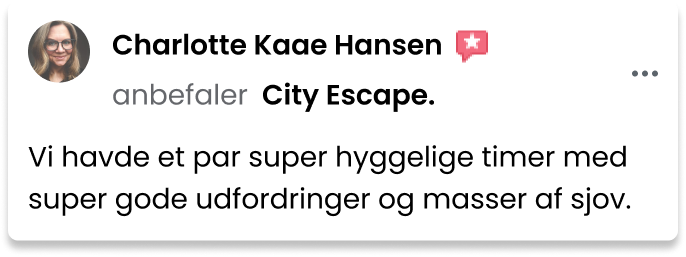 Charlotte Kaae Hansen
anbefaler City Escape.
Vi havde et par super hyggelige timer med
super gode udfordringer og masser af sjov.